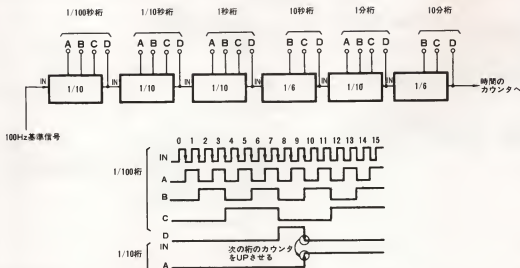 1/100秒桁 1/10秒桁 1秒桁 10秒桁 1分桁 10分桁
A B C D A B C D A B C D B C D A B C D B C D
IN 1/10 IN 1/10 IN 1/10 IN 1/6 IN 1/10 IN 1/6 時間の
カウンタへ
100Hz基準信号
0 1 2 3 4 5 6 7 8 9 10 11 12 13 14 15
IN
A
1/100桁
B
C
D
次の桁のカウンタ
をUPさせる
IN
1/10桁
A